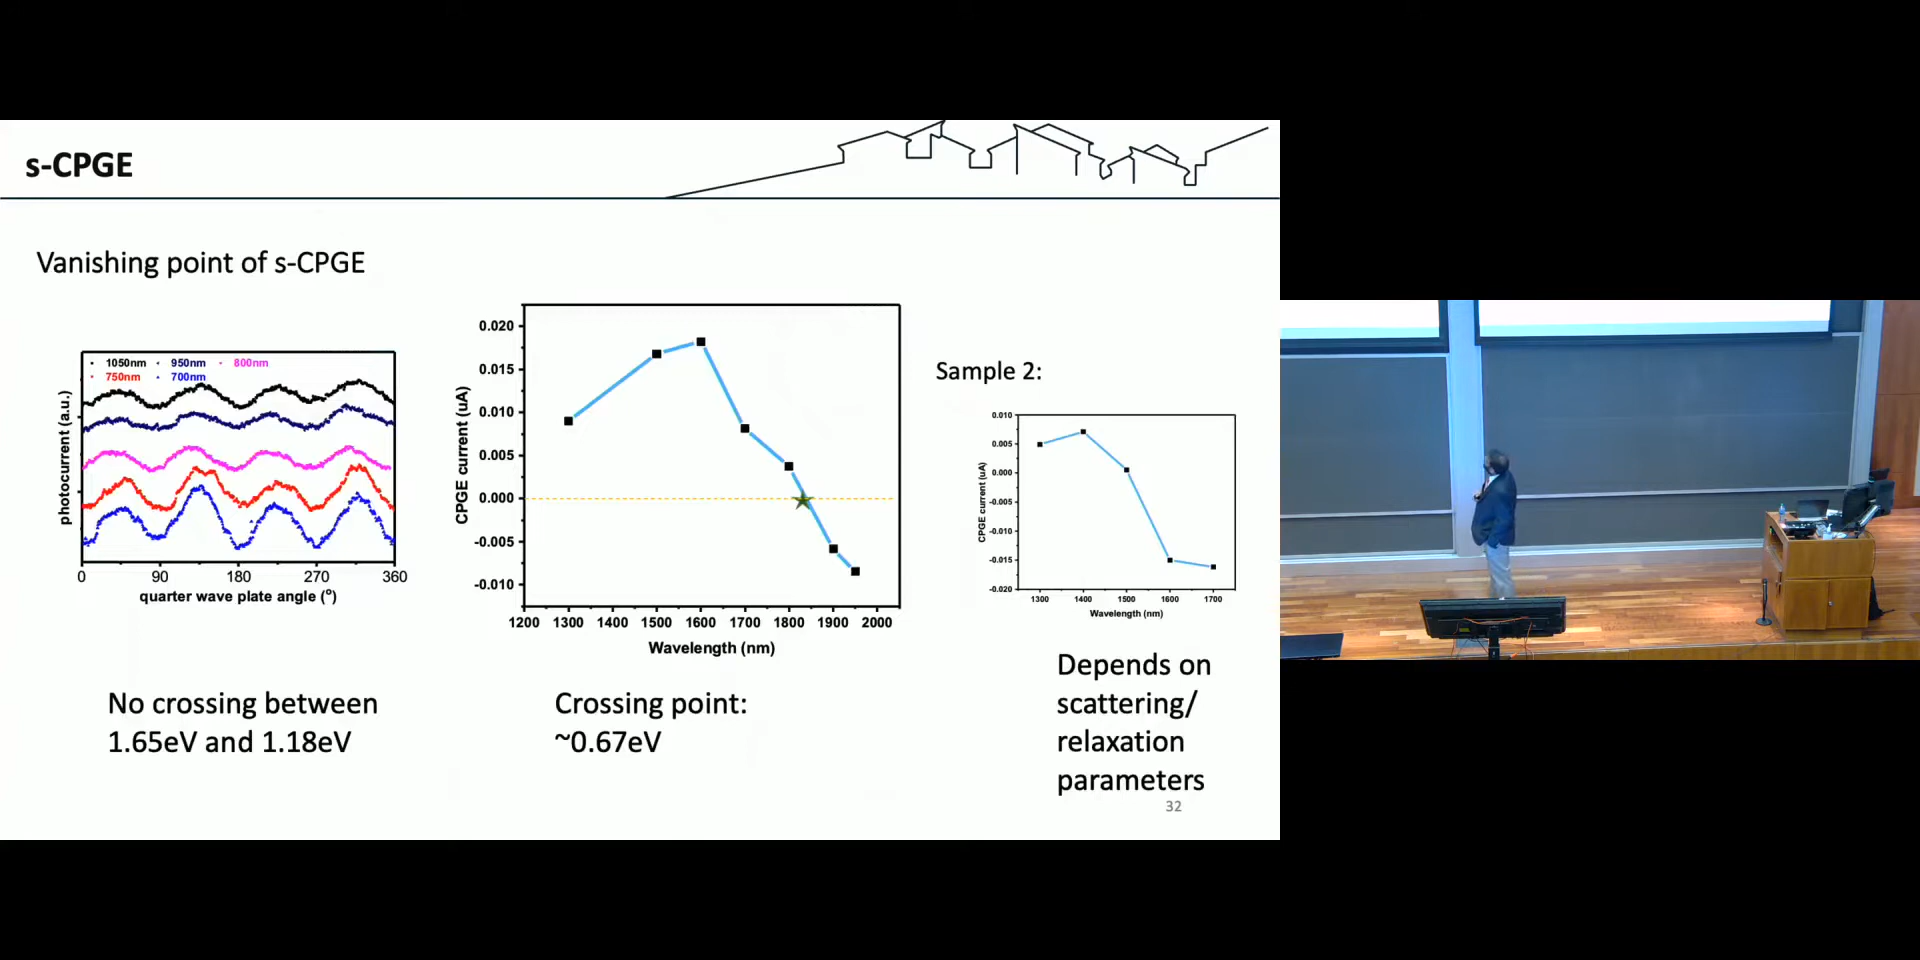 s-CPGE
Vanishing point of s-CPGE
1050nm 950nm 800nm
750nm 700nm
photocurrent (a.u.)
0 90 180 270 360
quarter wave plate angle (°)
No crossing between
1.65eV and 1.18eV
CPGE current (uA)
0.020
0.015
0.010
0.005
0.000
-0.005
-0.010
1200 1300 1400 1500 1600 1700 1800 1900 2000
Wavelength (nm)
Crossing point:
~0.67eV
Sample 2:
CPGE current (uA)
0.010
0.005
0.000
-0.005
-0.010
-0.015
-0.020
1300 1400 1500 1600 1700
Wavelength (nm)
Depends on
scattering/
relaxation
parameters
32